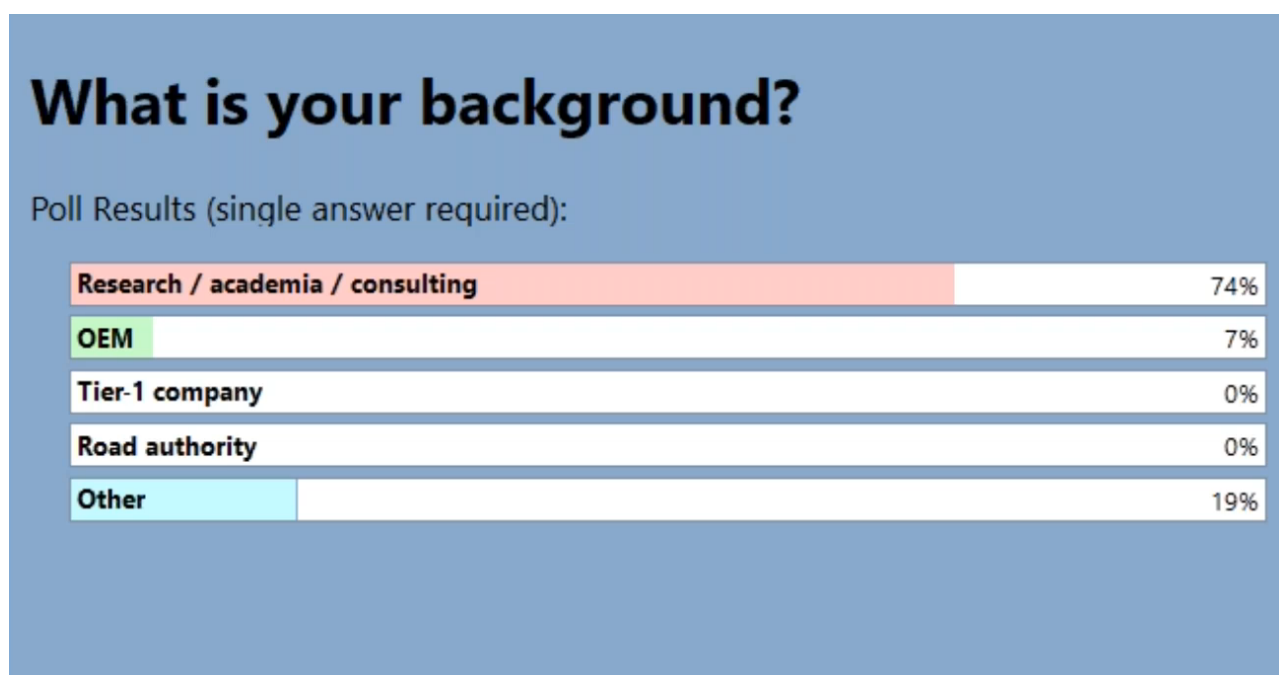 What is your background?
Poll Results (single answer required):
Research / academia / consulting 74%
OEM 7%
Tier-1 company 0%
Road authority 0%
Other 19%